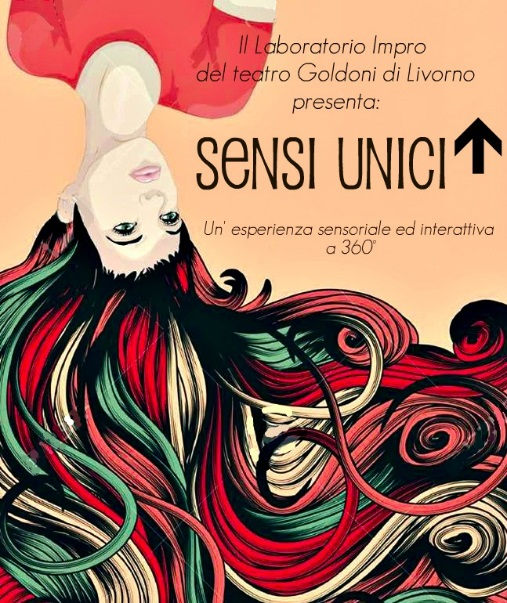 Il Laboratorio Impro
del teatro Goldoni di Livorno
presenta:
SeNSI UNICI
Un' esperienza sensoriale ed interattiva
a 360°